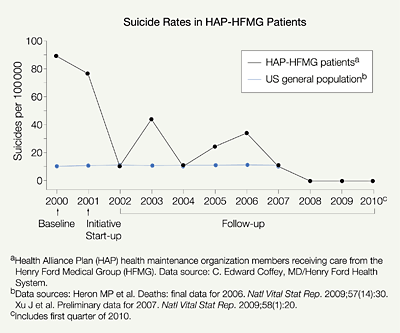 Suicide Rates in HAP-HFMG Patients
100
80
60
40
20
0
Suicides per 100 000
HAP-HFMG patientsa
US general populationb
2000 2001 2002 2003 2004 2005 2006 2007 2008 2009 2010c
Baseline Initiative Start-up Follow-up
aHealth Alliance Plan (HAP) health maintenance organization members receiving care from the
Henry Ford Medical Group (HFMG). Data source: C. Edward Coffey, MD/Henry Ford Health
System.
bData sources: Heron MP et al. Deaths: final data for 2006. Natl Vital Stat Rep. 2009;57(14):30.
Xu J et al. Preliminary data for 2007. Natl Vital Stat Rep. 2009;58(1):20.
cIncludes first quarter of 2010.